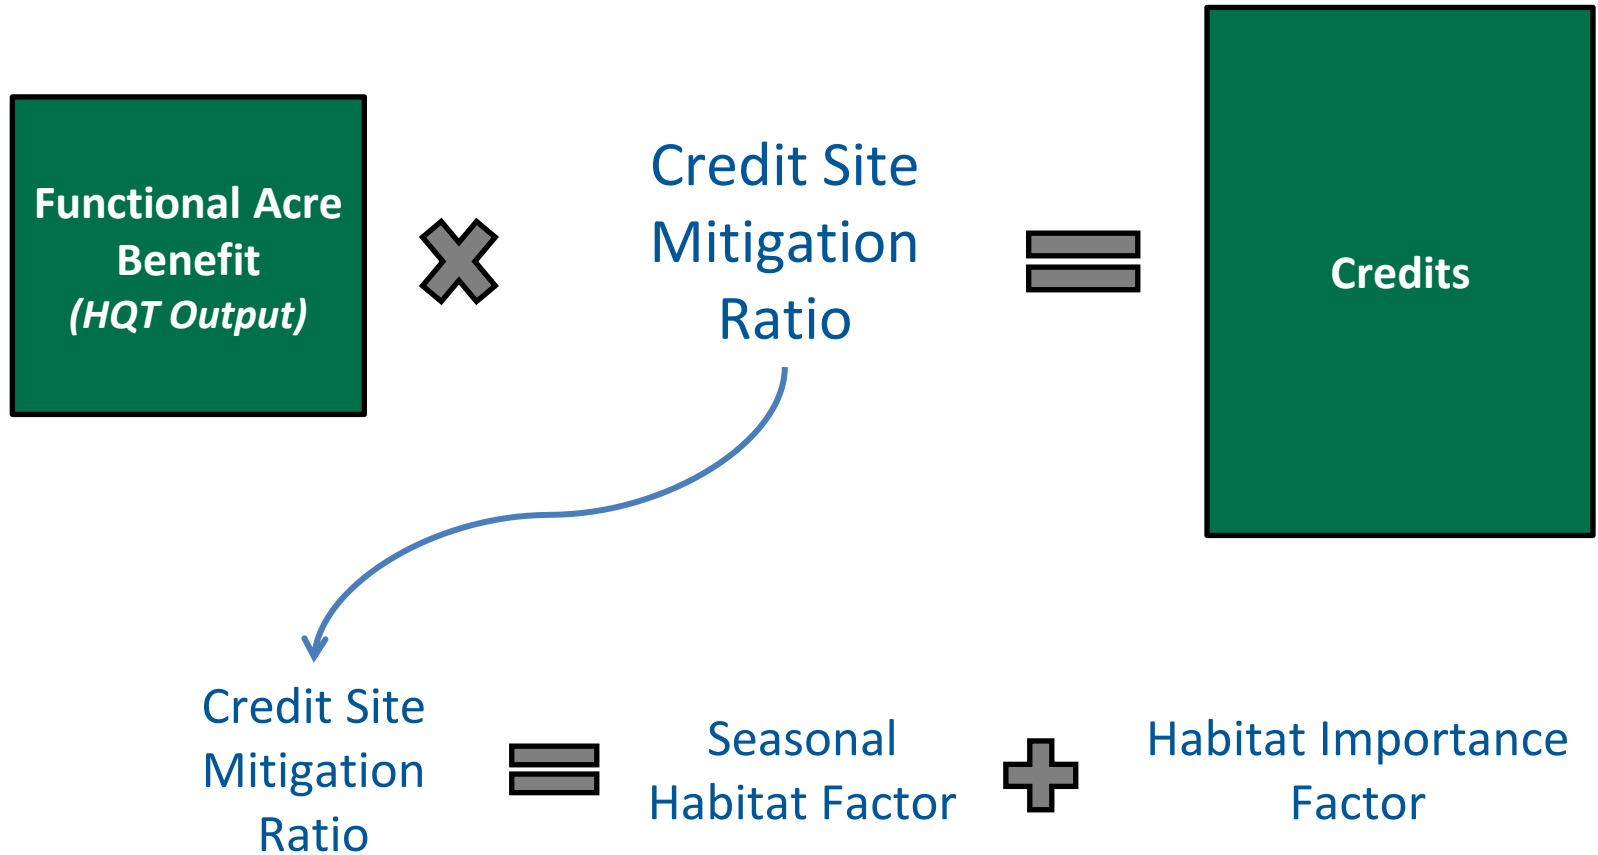 Functional Acre
Benefit
(HQT Output)
Credit Site
Mitigation
Ratio
Credits
Credit Site
Mitigation
Ratio
Seasonal
Habitat Factor
Habitat Importance
Factor